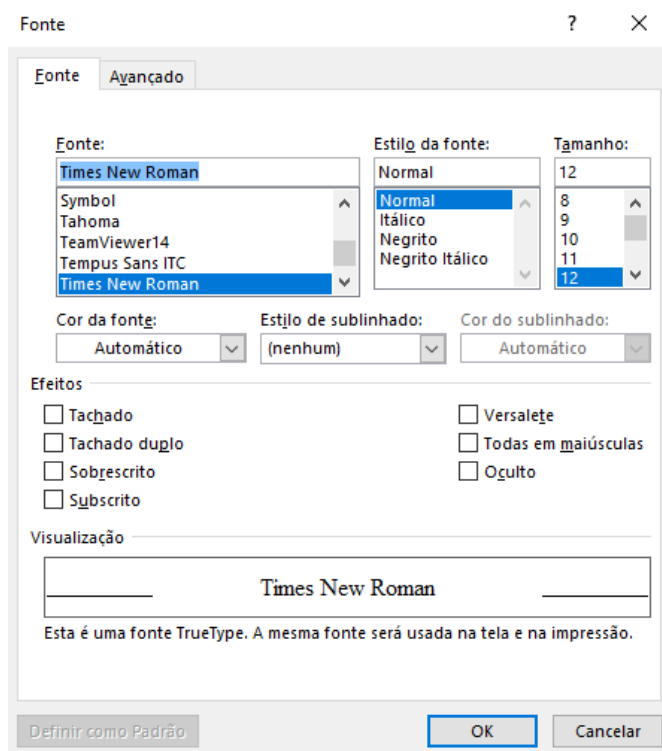 Fonte ?
Fonte Avançado
Fonte: Estilo da fonte: Tamanho:
Times New Roman Normal 12
Symbol Normal 8
Tahoma Itálico 9
TeamViewer14 Negrito 10
Tempus Sans ITC Negrito Itálico 11
Times New Roman 12
Cor da fonte: Estilo de sublinhado: Cor do sublinhado:
Automático (nenhum) Automático
Efeitos
Tachado Versalete
Tachado duplo Todas em maiúsculas
Sobrescrito Oculto
Subscrito
Visualização
Times New Roman
Esta é uma fonte TrueType. A mesma fonte será usada na tela e na impressão.
Definir como Padrão OK Cancelar